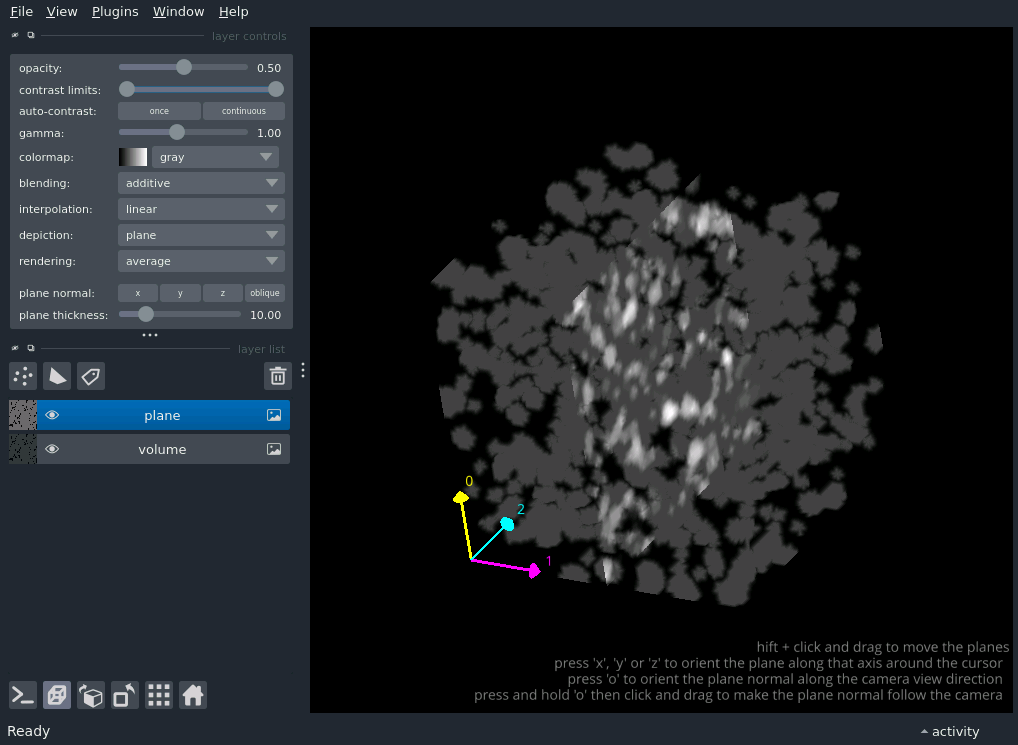 File View Plugins Window Help
layer controls
opacity: 0.50
contrast limits:
auto-contrast: once continuous
gamma: 1.00
colormap: gray
blending: additive
interpolation: linear
depiction: plane
rendering: average
plane normal: x y z oblique
plane thickness: 10.00
layer list
plane
volume
0
2
1
hift + click and drag to move the planes
press 'x', 'y' or 'z' to orient the plane along that axis around the cursor
press 'o' to orient the plane normal along the camera view direction
press and hold 'o' then click and drag to make the plane normal follow the camera
Ready activity